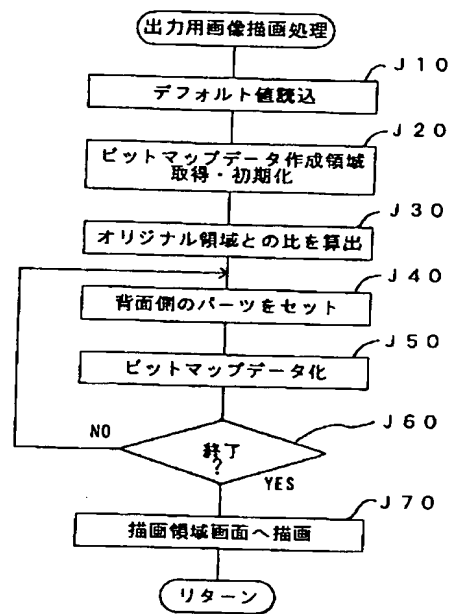 出力用画像描画処理
J10
デフォルト値読込
J20
ビットマップデータ作成領域
取得・初期化
J30
オリジナル領域との比を算出
J40
背面側のパーツをセット
J50
ビットマップデータ化
J60
NO
終了
?
YES
J70
描画領域画面へ描画
リターン